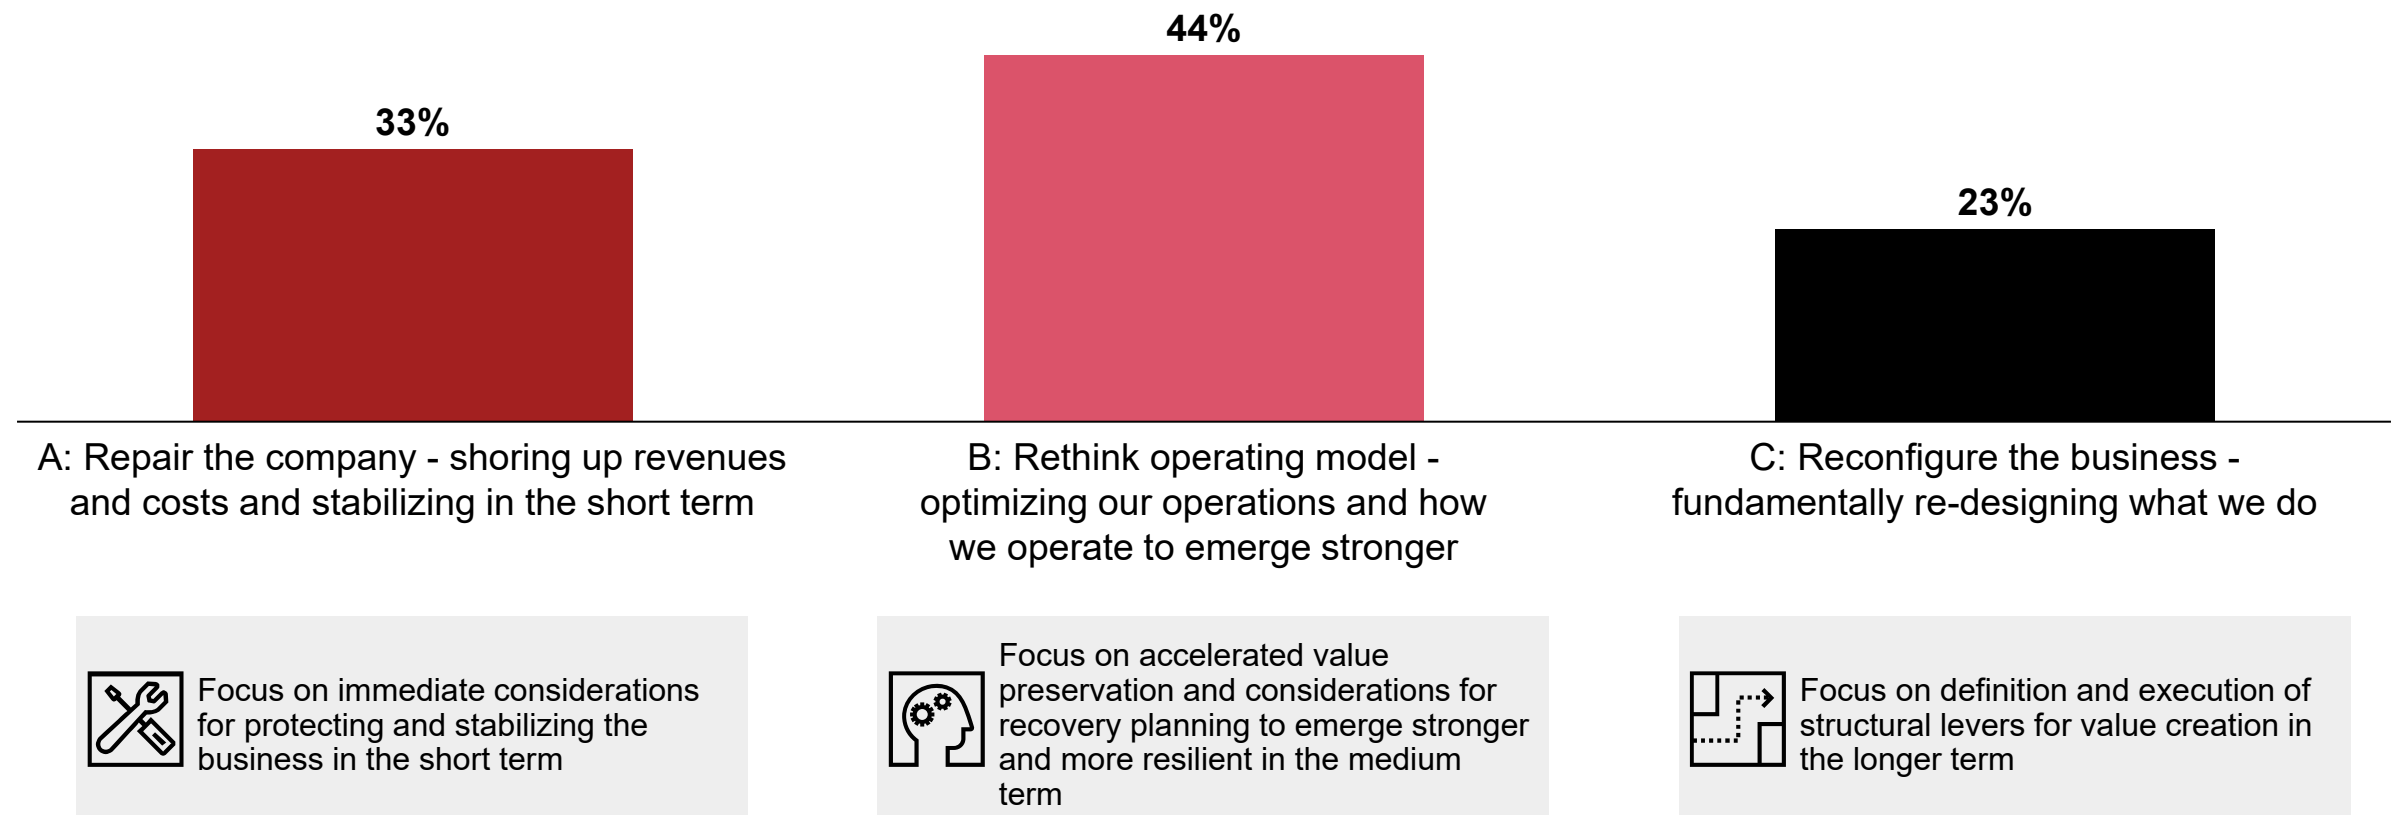 44%
33%
23%
A: Repair the company - shoring up revenues
and costs and stabilizing in the short term
B: Rethink operating model -
optimizing our operations and how
we operate to emerge stronger
C: Reconfigure the business -
fundamentally re-designing what we do
Focus on immediate considerations
for protecting and stabilizing the
business in the short term
Focus on accelerated value
preservation and considerations for
recovery planning to emerge stronger
and more resilient in the medium
term
Focus on definition and execution of
structural levers for value creation in
the longer term